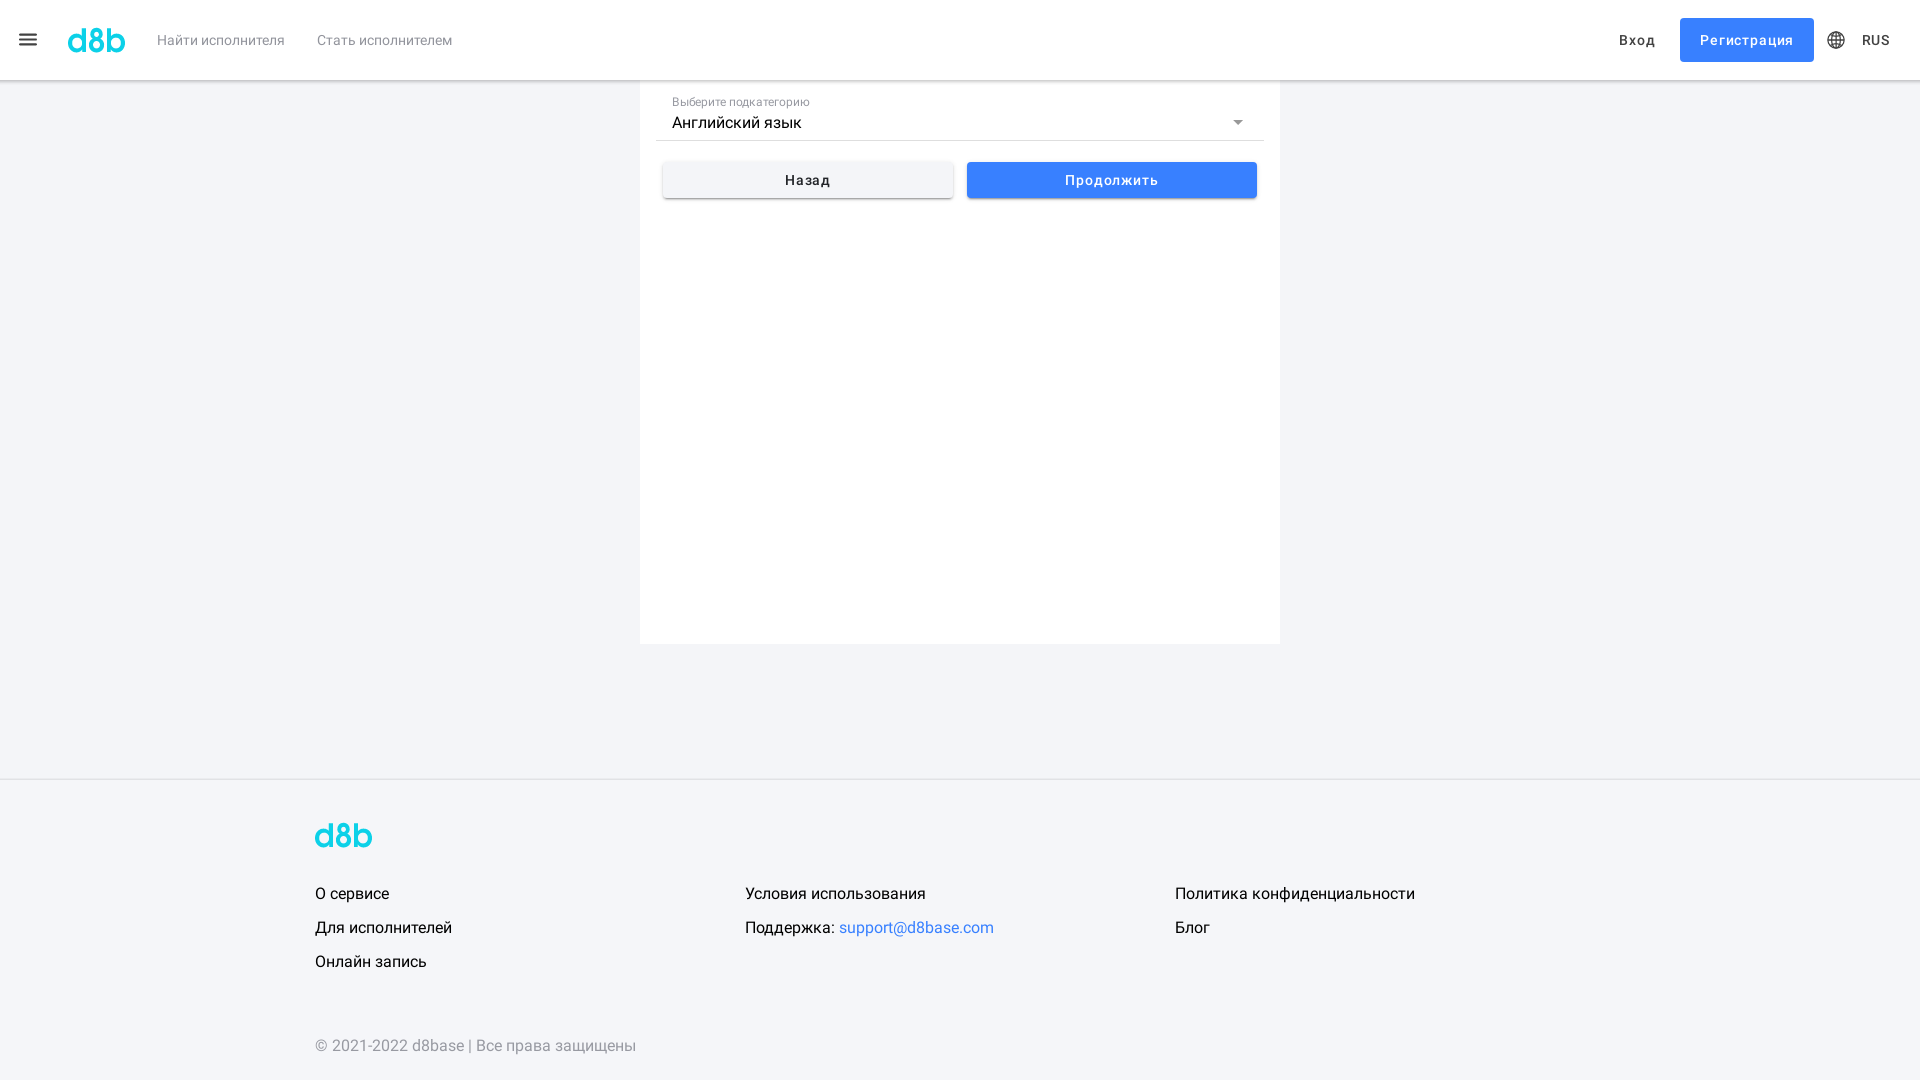 d8b
Найти исполнителя
Стать исполнителем
Вход
Регистрация
RUS
Выберите подкатегорию
Английский язык
Назад
Продолжить
d8b
О сервисе
Условия использования
Политика конфиденциальности
Для исполнителей
Поддержка: support@d8base.com
Блог
Онлайн запись
© 2021-2022 d8base | Все права защищены